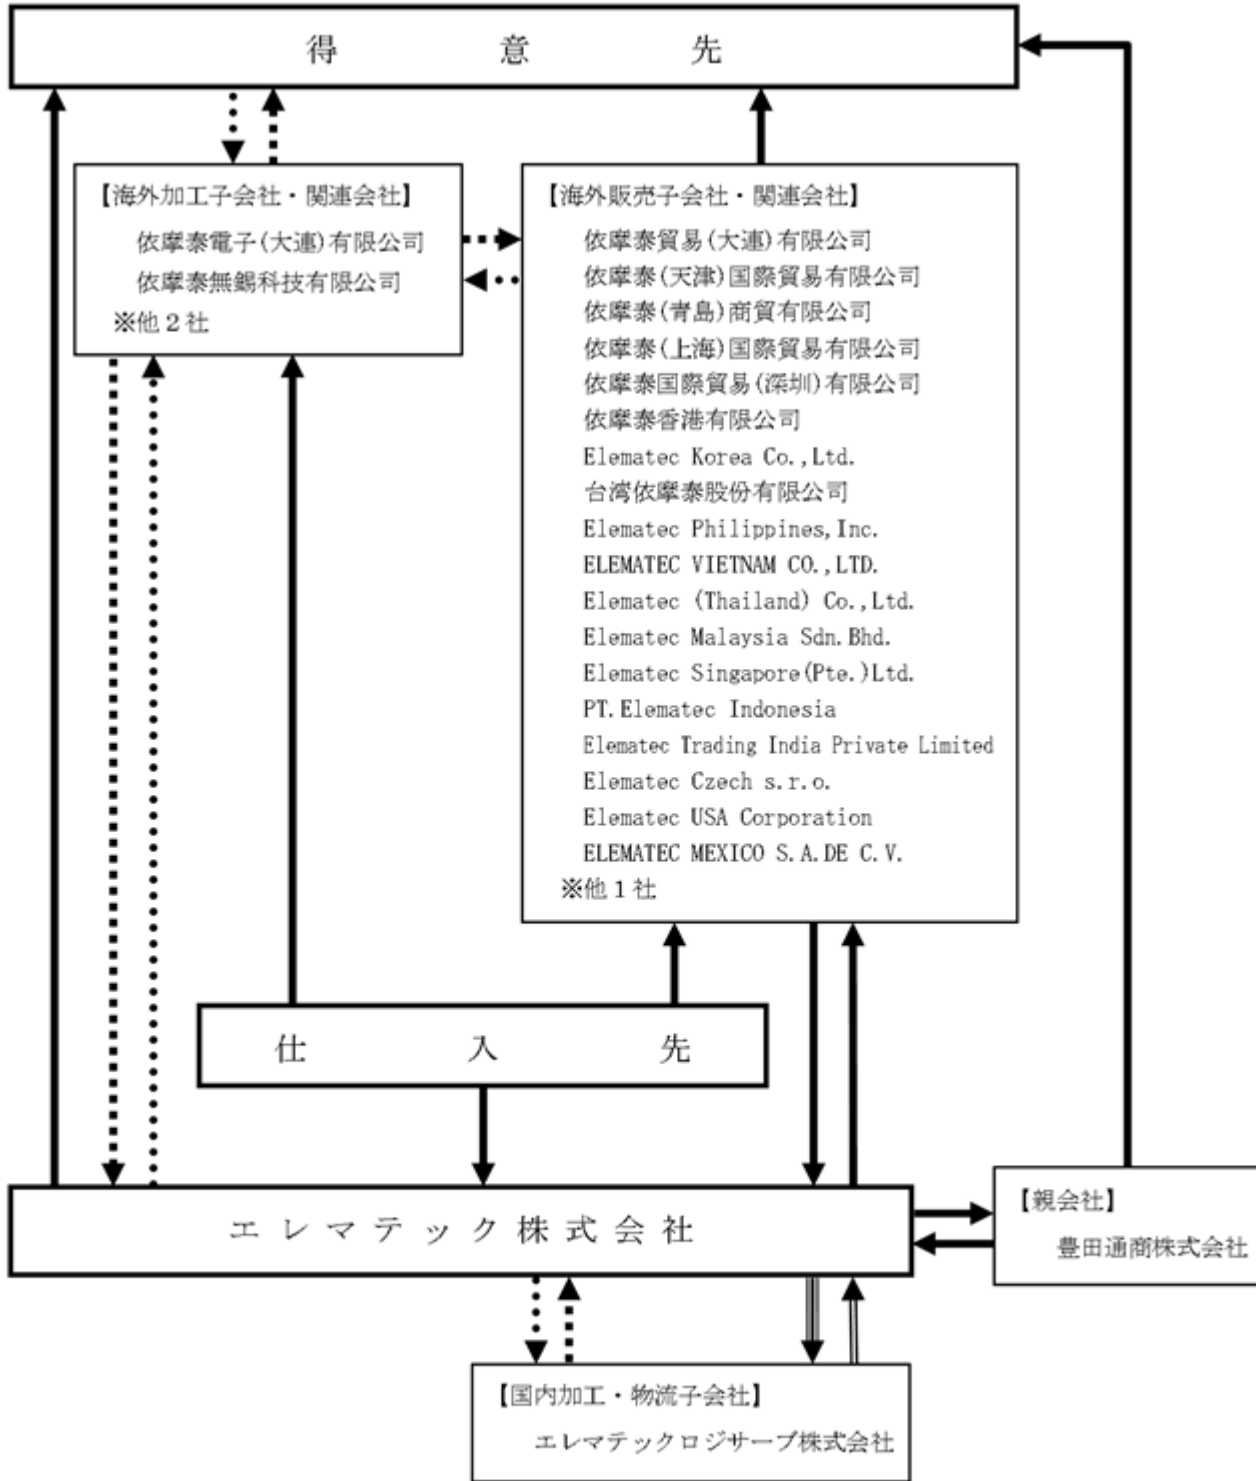 得意先
【海外加工子会社・関連会社】
依摩泰電子(大連)有限公司
依摩泰無錫科技有限公司
※他2社
【海外販売子会社・関連会社】
依摩泰貿易(大連)有限公司
依摩泰(天津)国際貿易有限公司
依摩泰(青島)商貿有限公司
依摩泰(上海)国際貿易有限公司
依摩泰国際貿易(深圳)有限公司
依摩泰香港有限公司
Elematec Korea Co.,Ltd.
台湾依摩泰股份有限公司
Elematec Philippines,Inc.
ELEMATEC VIETNAM CO.,LTD.
Elematec (Thailand) Co.,Ltd.
Elematec Malaysia Sdn.Bhd.
Elematec Singapore(Pte.)Ltd.
PT.Elematec Indonesia
Elematec Trading India Private Limited
Elematec Czech s.r.o.
Elematec USA Corporation
ELEMATEC MEXICO S.A.DE C.V.
※他1社
仕入先
エレマテック株式会社
【親会社】
豊田通商株式会社
【国内加工・物流子会社】
エレマテックロジサーブ株式会社